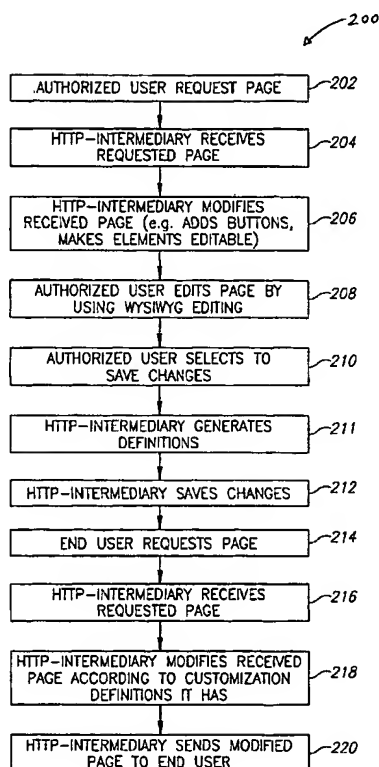 200
AUTHORIZED USER REQUEST PAGE
202
HTTP-INTERMEDIARY RECEIVES
REQUESTED PAGE
204
HTTP-INTERMEDIARY MODIFIES
RECEIVED PAGE (e.g. ADDS BUTTONS,
MAKES ELEMENTS EDITABLE)
206
AUTHORIZED USER EDITS PAGE BY
USING WYSIWYG EDITING
208
AUTHORIZED USER SELECTS TO
SAVE CHANGES
210
HTTP-INTERMEDIARY GENERATES
DEFINITIONS
211
HTTP-INTERMEDIARY SAVES CHANGES
212
END USER REQUESTS PAGE
214
HTTP-INTERMEDIARY RECEIVES
REQUESTED PAGE
216
HTTP-INTERMEDIARY MODIFIES RECEIVED
PAGE ACCORDING TO CUSTOMIZATION
DEFINITIONS IT HAS
218
HTTP-INTERMEDIARY SENDS MODIFIED
PAGE TO END USER
220